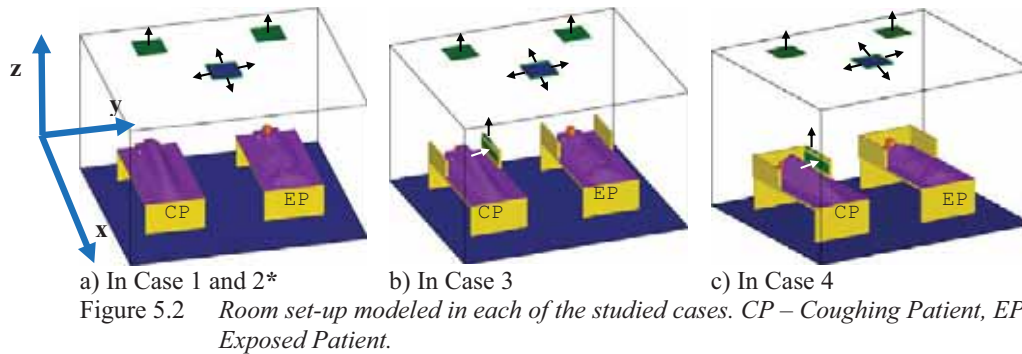 z
y
x
CP
EP
CP
EP
CP
EP
a) In Case 1 and 2*
b) In Case 3
c) In Case 4
Figure 5.2 Room set-up modeled in each of the studied cases. CP – Coughing Patient, EP
Exposed Patient.